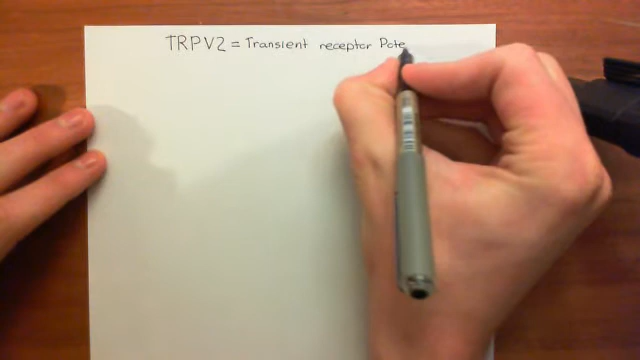 TRPV2 = Transient receptor Pote